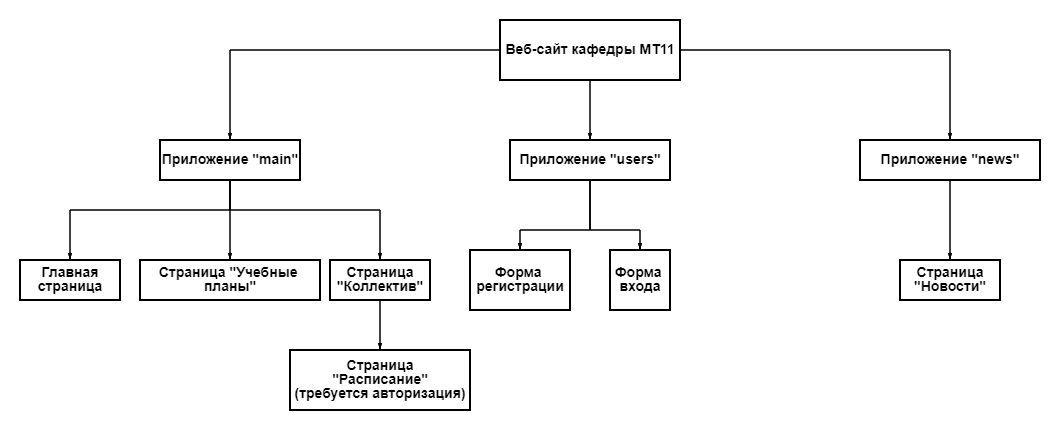 Веб-сайт кафедры МТ11
Приложение "main"
Приложение "users"
Приложение "news"
Главная
страница
Страница "Учебные
планы"
Страница
"Коллектив"
Форма
регистрации
Форма
входа
Страница
"Новости"
Страница
"Расписание"
(требуется авторизация)